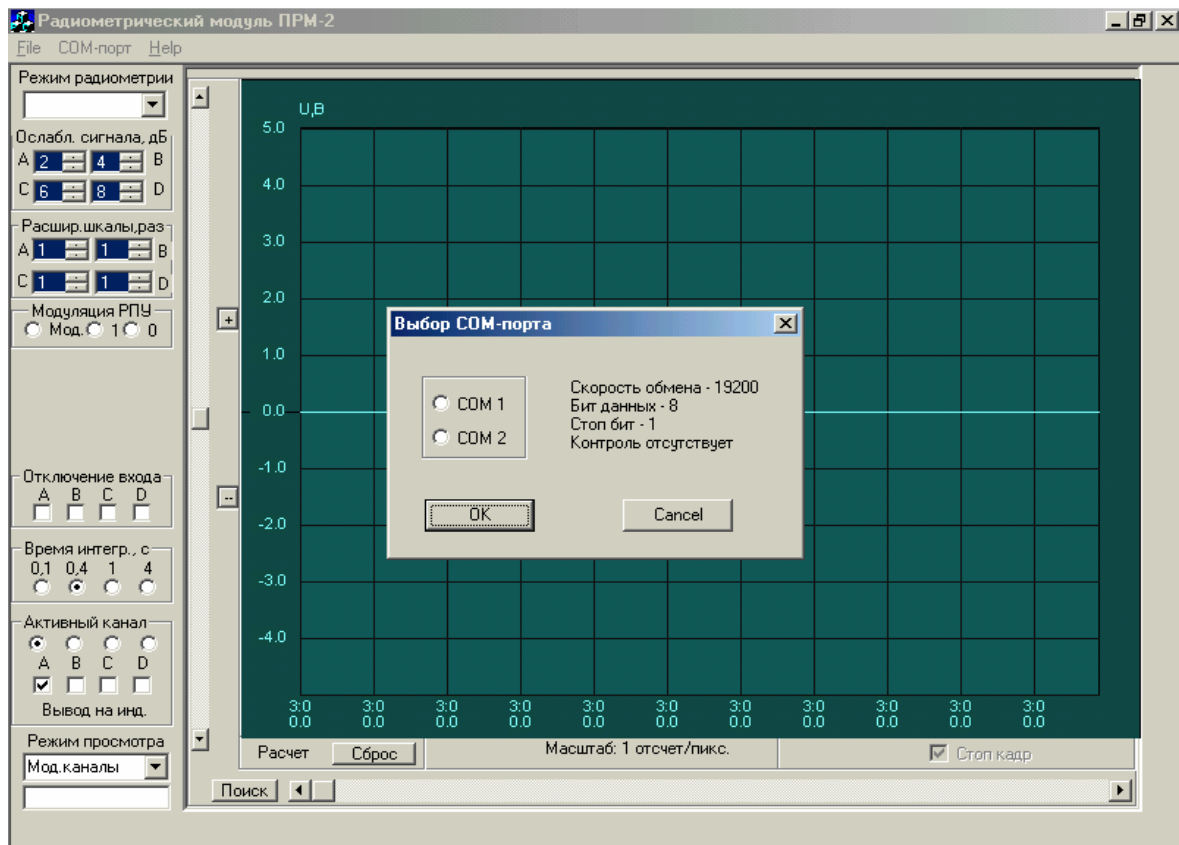 Радиометрический модуль ПРМ-2
File COM-порт Help
Режим радиометрии
Ослабл. сигнала, дБ
A 2 4 B
C 6 8 D
Расшир.шкалы,раз
A 1 1 B
C 1 1 D
Модуляция РПУ
Мод. 1 0
Отключение входа
A B C D
Время интегр., с
0,1 0,4 1 4
Активный канал
A B C D
Вывод на инд.
Режим просмотра
Мод.каналы
+
--
U,В
5.0
4.0
3.0
2.0
1.0
0.0
-1.0
-2.0
-3.0
-4.0
3:0 3:0 3:0 3:0 3:0 3:0 3:0 3:0 3:0 3:0 3:0
0.0 0.0 0.0 0.0 0.0 0.0 0.0 0.0 0.0 0.0 0.0
Выбор COM-порта
COM 1
COM 2
Скорость обмена - 19200
Бит данных - 8
Стоп бит - 1
Контроль отсутствует
OK Cancel
Расчет Сброс Масштаб: 1 отсчет/пикс. Стоп кадр
Поиск